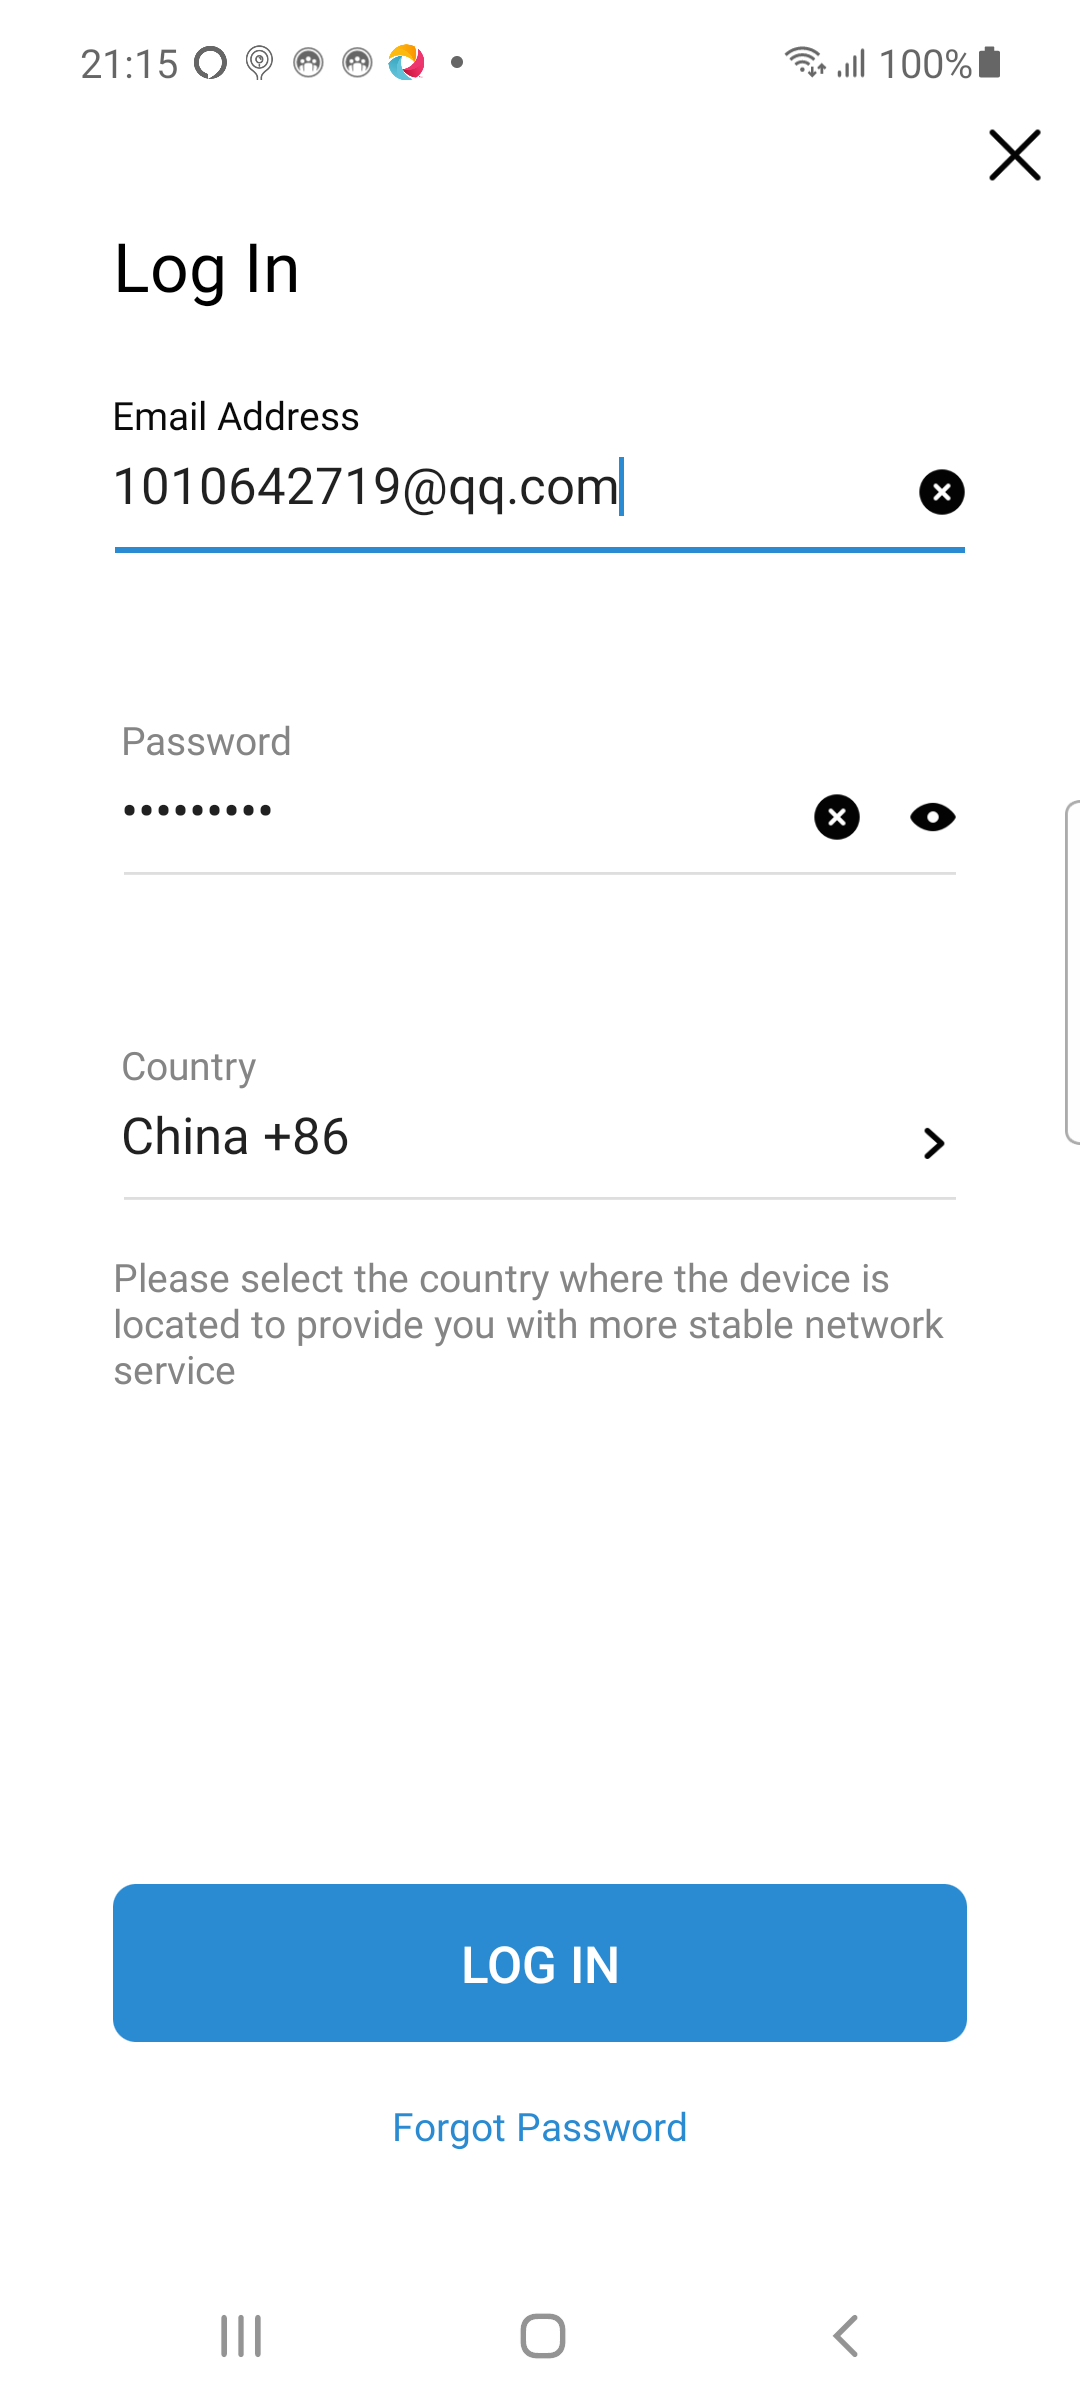 21:15
100%
Log In
Email Address
1010642719@qq.com
Password
•••••••••
Country
China +86
Please select the country where the device is
located to provide you with more stable network
service
LOG IN
Forgot Password